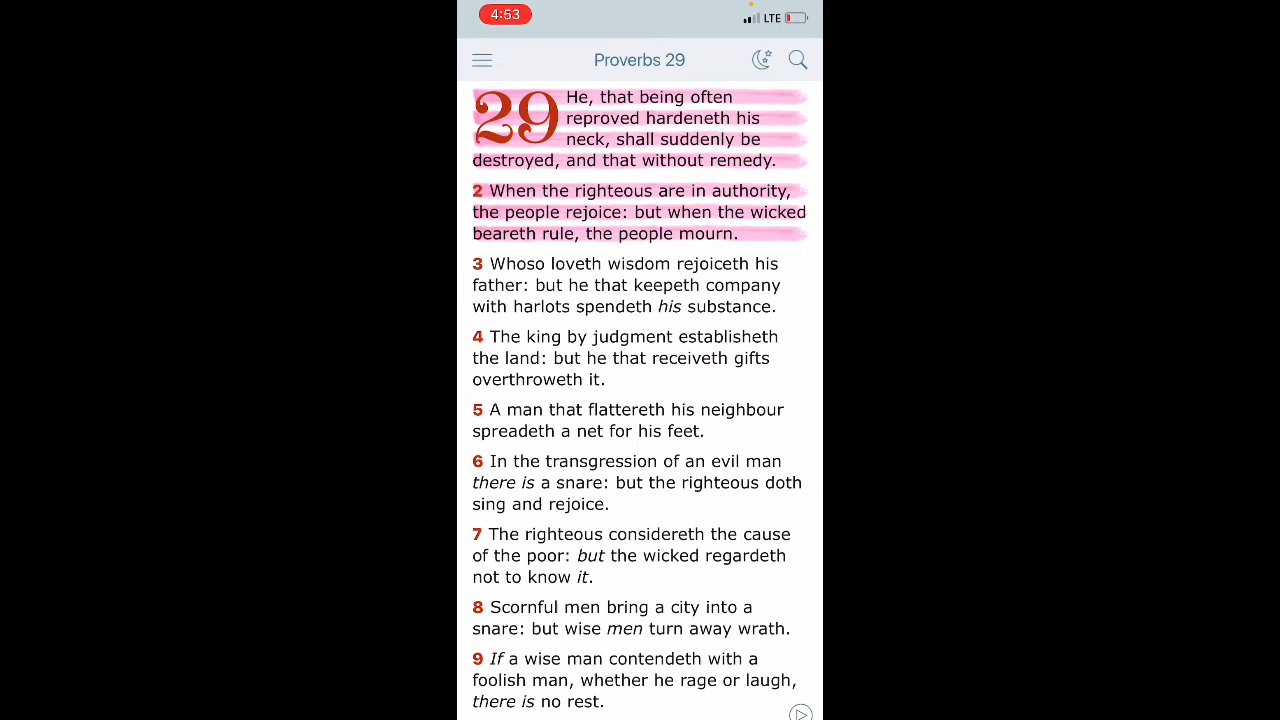 4:53
LTE
Proverbs 29
29 He, that being often
reproved hardeneth his
neck, shall suddenly be
destroyed, and that without remedy.
2 When the righteous are in authority,
the people rejoice: but when the wicked
beareth rule, the people mourn.
3 Whoso loveth wisdom rejoiceth his
father: but he that keepeth company
with harlots spendeth his substance.
4 The king by judgment establisheth
the land: but he that receiveth gifts
overthroweth it.
5 A man that flattereth his neighbour
spreadeth a net for his feet.
6 In the transgression of an evil man
there is a snare: but the righteous doth
sing and rejoice.
7 The righteous considereth the cause
of the poor: but the wicked regardeth
not to know it.
8 Scornful men bring a city into a
snare: but wise men turn away wrath.
9 If a wise man contendeth with a
foolish man, whether he rage or laugh,
there is no rest.